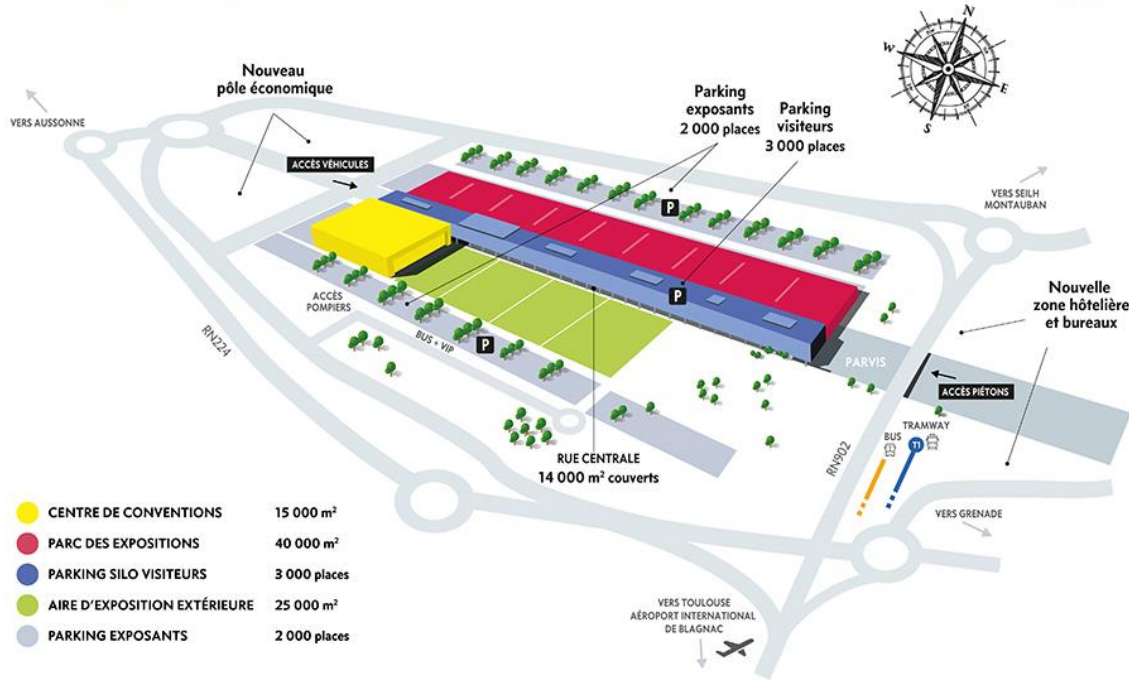 N
W
E
S
Nouveau
pôle économique
VERS AUSSONNE
ACCÈS VÉHICULES
Parking
exposants
2 000 places
Parking
visiteurs
3 000 places
P
VERS SEILH
MONTAUBAN
Nouvelle
zone hôtelière
et bureaux
P
ACCÈS
POMPIERS
BUS + VIP
P
RN224
PARVIS
ACCÈS PIÉTONS
RUE CENTRALE
14 000 m² couverts
RN902
BUS
TRAMWAY
T1
VERS GRENADE
CENTRE DE CONVENTIONS 15 000 m²
PARC DES EXPOSITIONS 40 000 m²
PARKING SILO VISITEURS 3 000 places
AIRE D'EXPOSITION EXTÉRIEURE 25 000 m²
PARKING EXPOSANTS 2 000 places
VERS TOULOUSE
AÉROPORT INTERNATIONAL
DE BLAGNAC